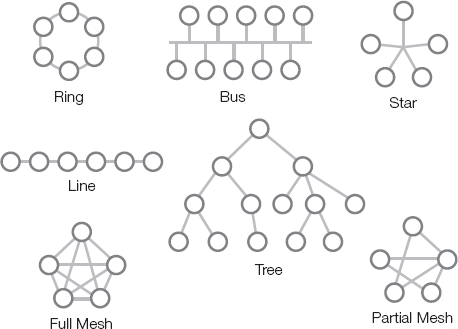 Ring
Bus
Star
Line
Tree
Full Mesh
Partial Mesh